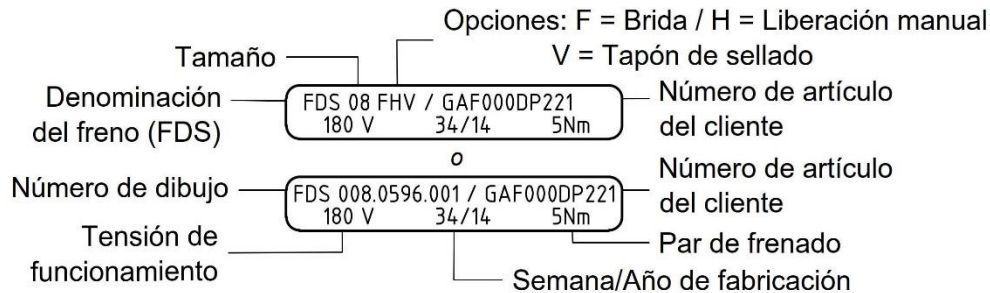 Opciones: F = Brida / H = Liberación manual
V = Tapón de sellado
Tamaño
Denominación
del freno (FDS)
FDS 08 FHV / GAF000DP221
180 V 34/14 5Nm
Número de artículo
del cliente
o
Número de dibujo
FDS 008.0596.001 / GAF000DP221
180 V 34/14 5Nm
Número de artículo
del cliente
Tensión de
funcionamiento
Par de frenado
Semana/Año de fabricación